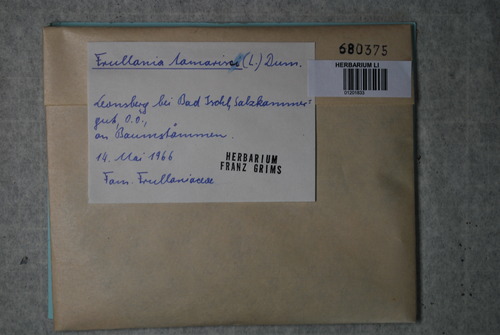 Frullania tamarisci (L.) Dum.
680375
HERBARIUM LI
01201933
Leonsberg bei Bad Ischl, Salzkammer=
gut, O.Ö.;
an Baumstämmen.
14. Mai 1966
HERBARIUM
FRANZ GRIMS
Fam. Frullaniaceae